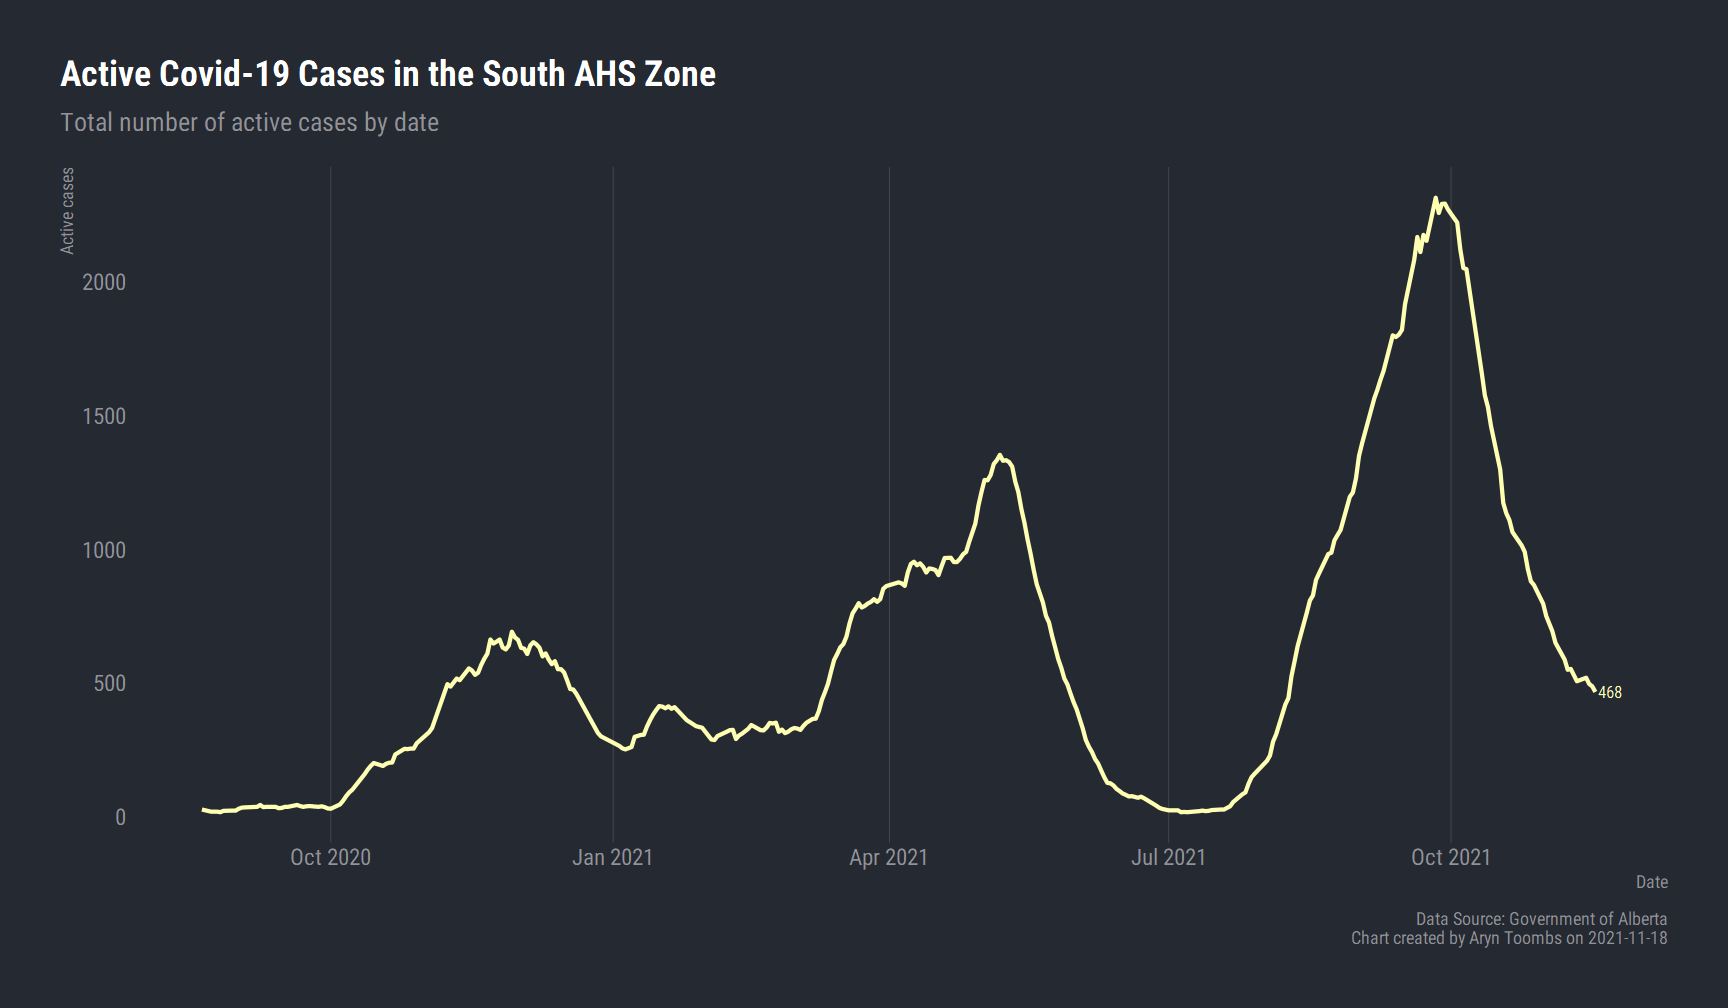 Active Covid-19 Cases in the South AHS Zone
Total number of active cases by date
Active cases
2000
1500
1000
500
0
468
Oct 2020
Jan 2021
Apr 2021
Jul 2021
Oct 2021
Date
Data Source: Government of Alberta
Chart created by Aryn Toombs on 2021-11-18